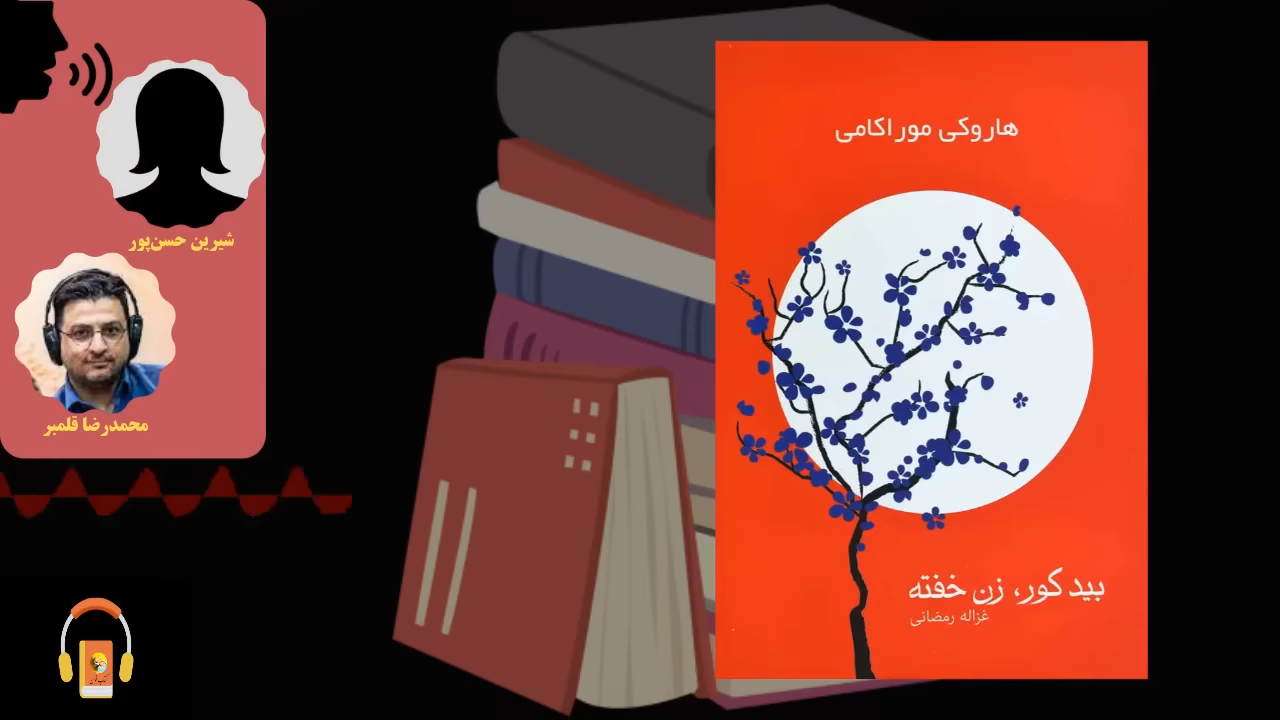 هاروکی موراکامی
بید کور، زن خفته
غزاله رمضانی
شیرین حسن‌پور
محمدرضا قلمبر